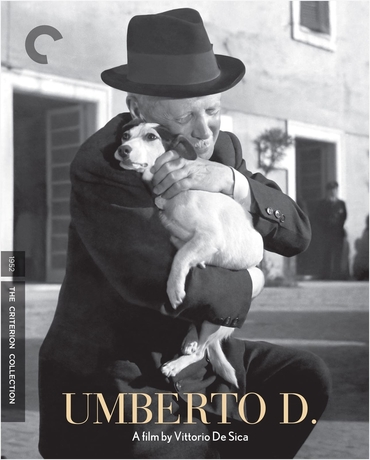 1952
THE CRITERION COLLECTION
UMBERTO D.
A film by Vittorio De Sica